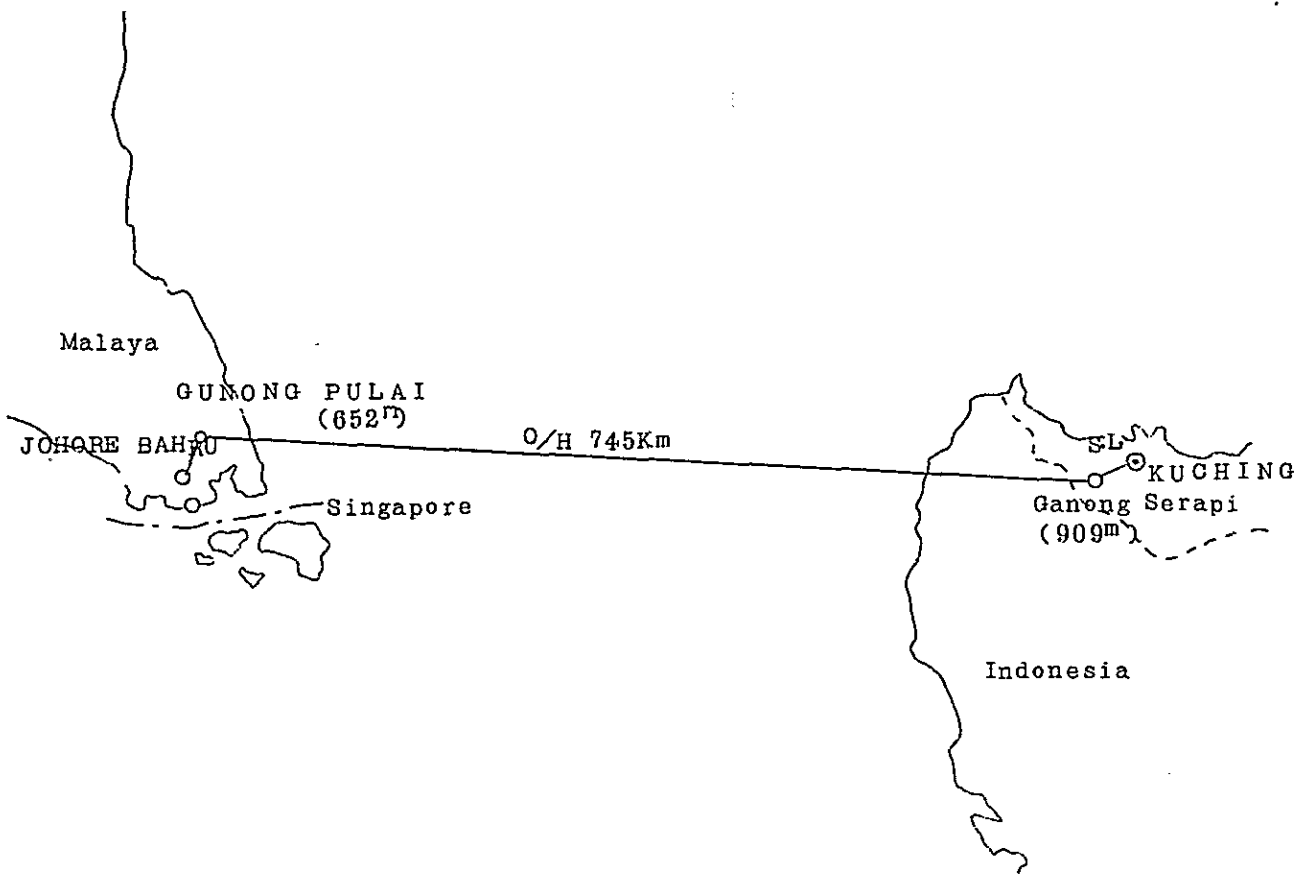 Malaya
GUNONG PULAI
(652m)
JOHORE BAHRU
O/H 745Km
SL
KUCHING
Singapore
Ganong Serapi
(909m)
Indonesia